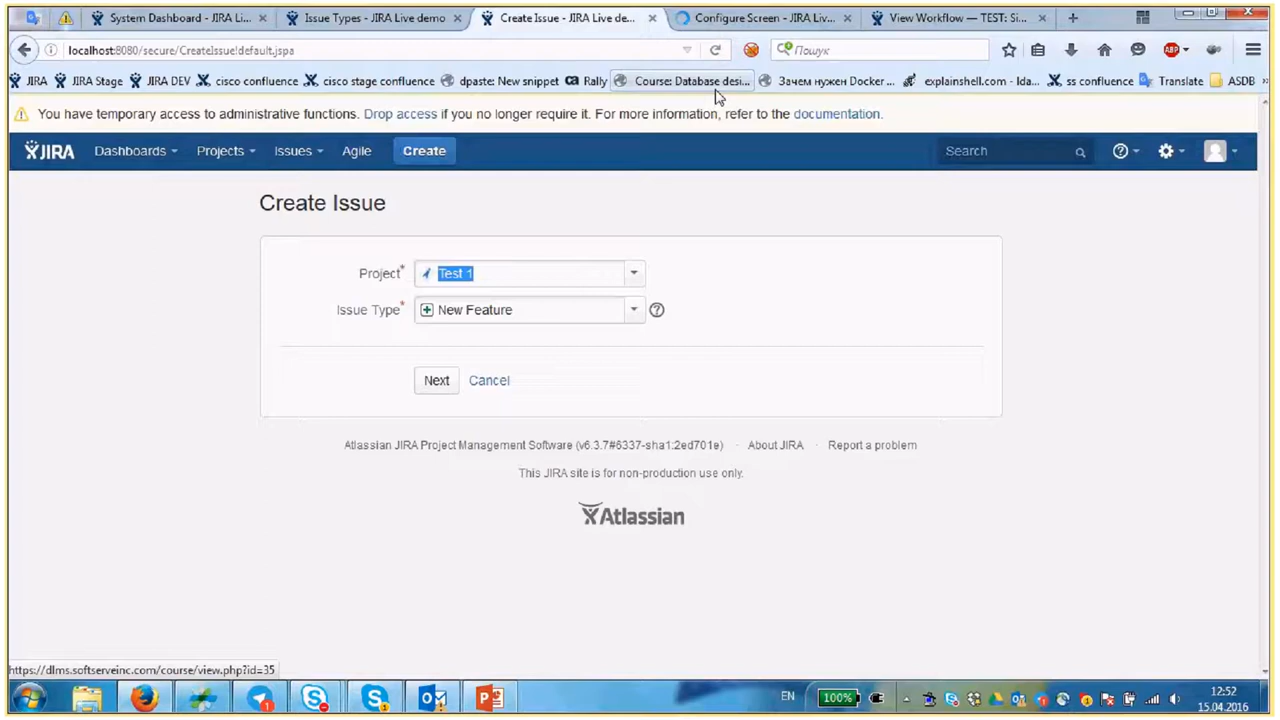 System Dashboard - JIRA Li...
Issue Types - JIRA Live demo
Create Issue - JIRA Live de...
Configure Screen - JIRA Liv...
View Workflow — TEST: Si...
localhost:8080/secure/CreateIssue!default.jspa
Пошук
ABP
JIRA
JIRA Stage
JIRA DEV
cisco confluence
cisco stage confluence
dpaste: New snippet
CA Rally
Course: Database desi...
Зачем нужен Docker ...
explainshell.com - Ida...
ss confluence
Translate
ASDB
You have temporary access to administrative functions. Drop access if you no longer require it. For more information, refer to the documentation.
JIRA
Dashboards
Projects
Issues
Agile
Create
Search
Create Issue
Project*
Test 1
Issue Type*
New Feature
Next
Cancel
Atlassian JIRA Project Management Software (v6.3.7#6337-sha1:2ed701e) · About JIRA · Report a problem
This JIRA site is for non-production use only.
Atlassian
https://dlms.softserveinc.com/course/view.php?id=35
EN
100%
12:52
15.04.2016